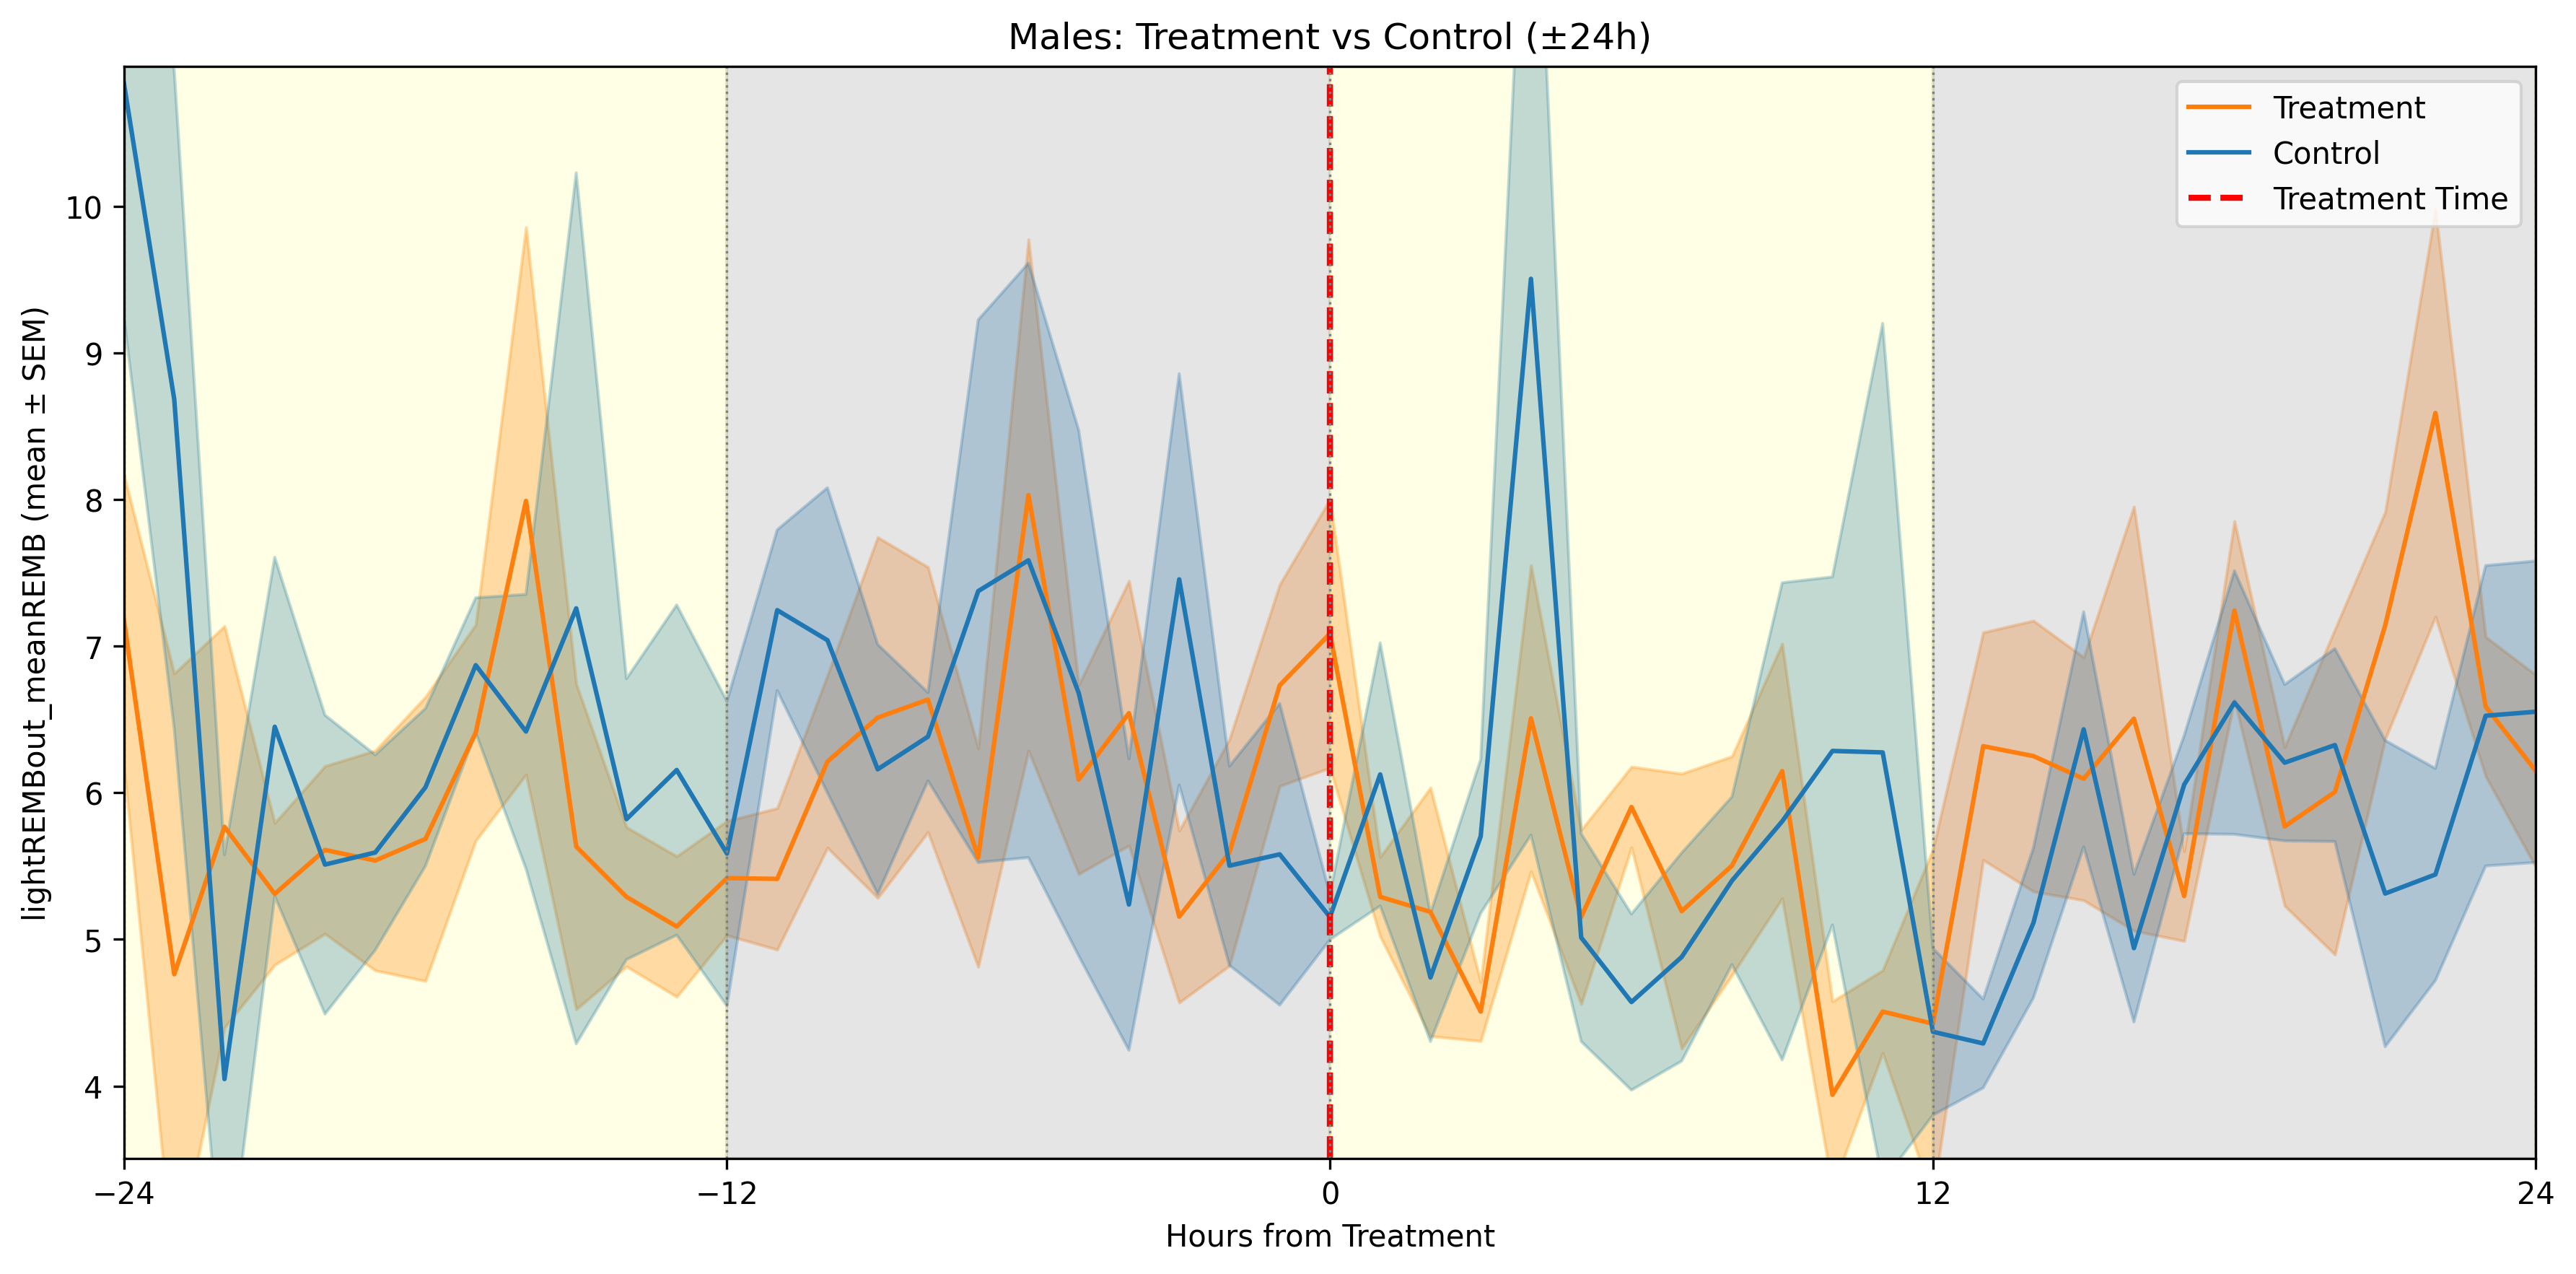 Males: Treatment vs Control (±24h)
Treatment
Control
Treatment Time
lightREMBout_meanREMB (mean ± SEM)
10
9
8
7
6
5
4
−24
−12
0
12
24
Hours from Treatment